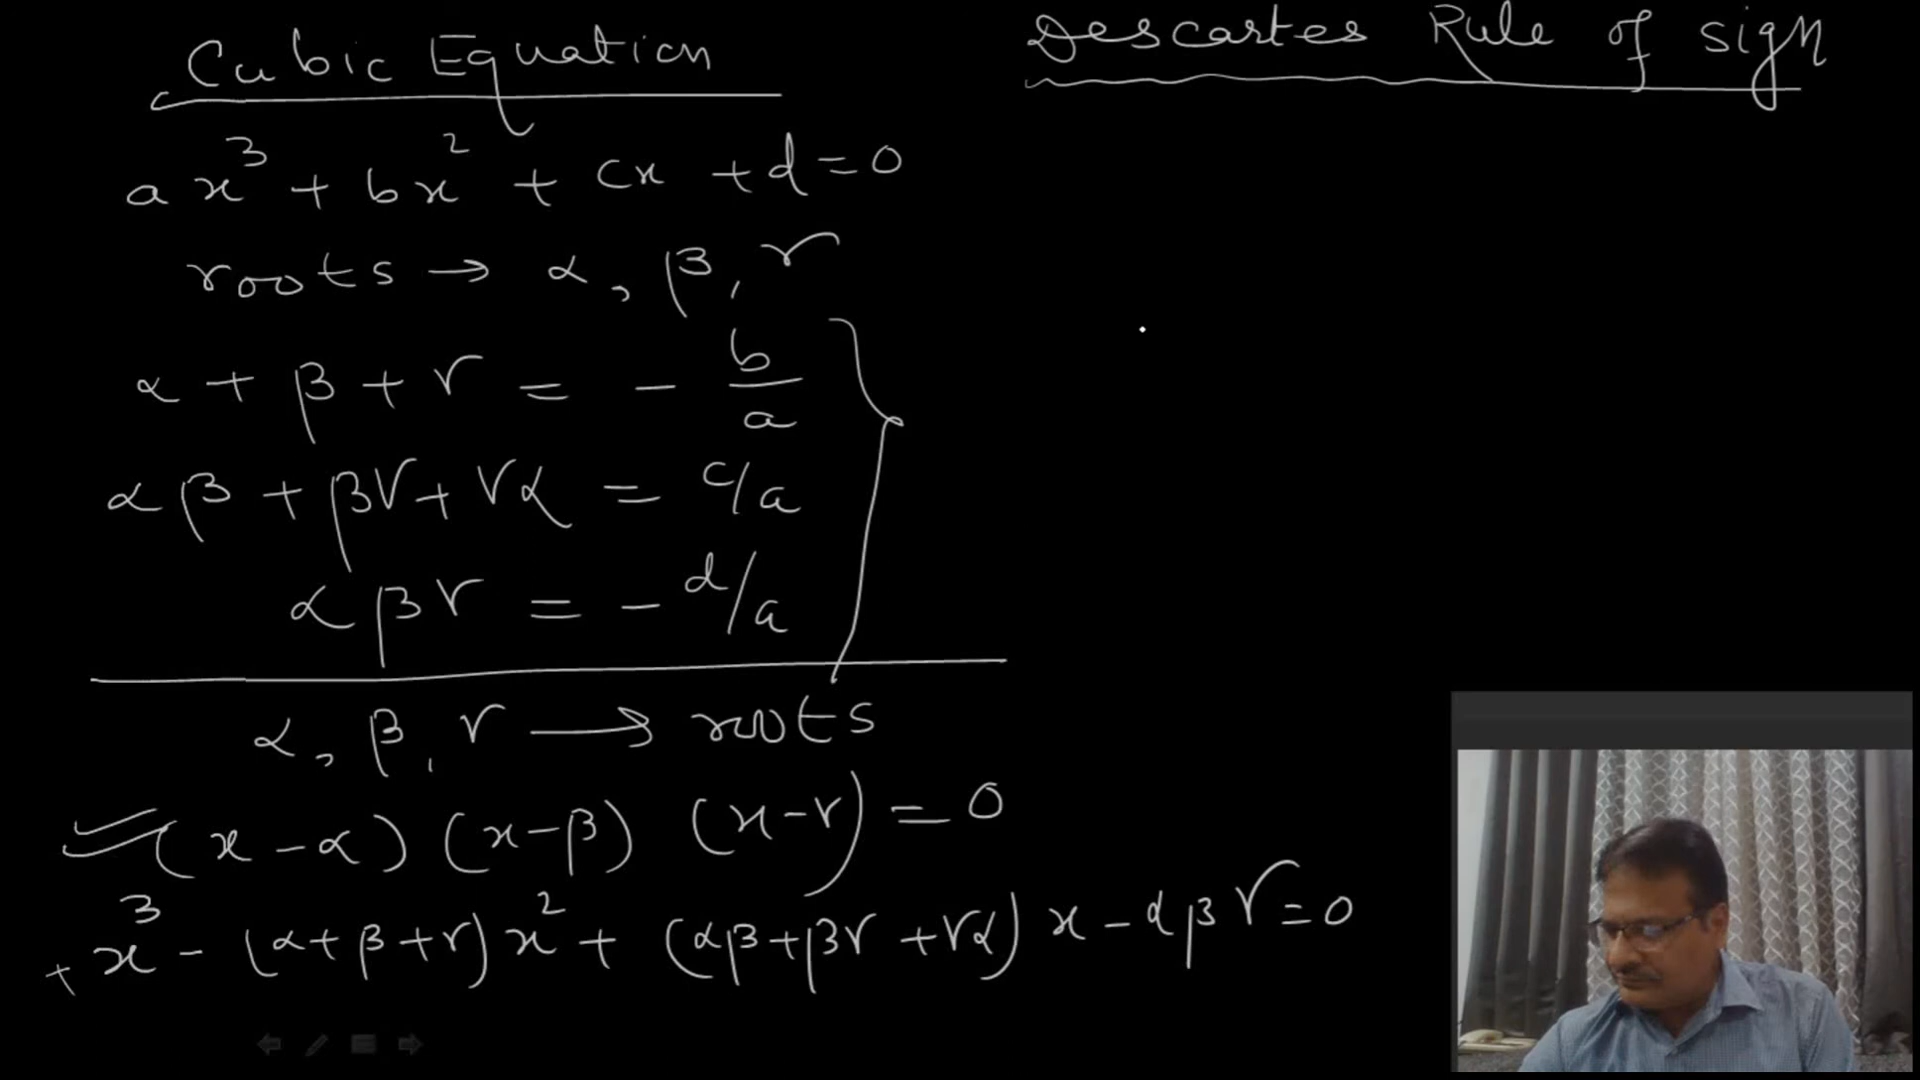 Cubic Equation
ax³ + bx² + cx + d = 0
roots → α, β, γ
α + β + γ = - b/a
αβ + βγ + γα = c/a
αβγ = - d/a
α, β, γ → roots
(x - α) (x - β) (x - γ) = 0
+ x³ - (α + β + γ) x² + (αβ + βγ + γα) x - αβγ = 0
Descartes Rule of sign